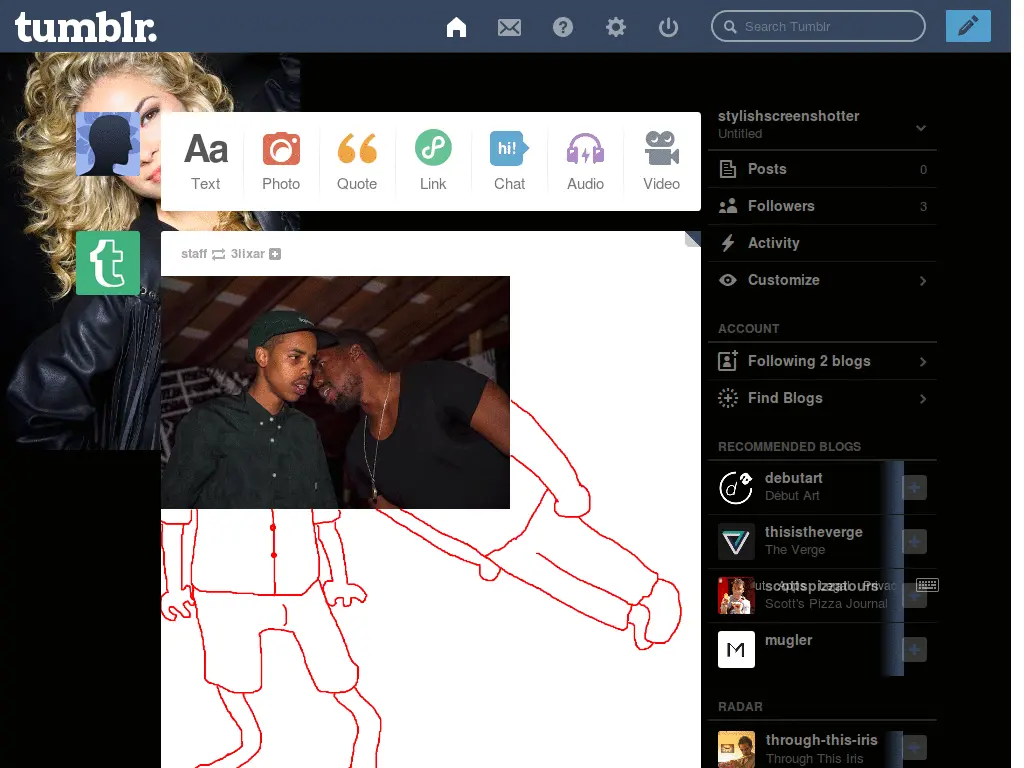 tumblr.
Search Tumblr
Aa
Text
Photo
Quote
Link
hi!
Chat
Audio
Video
staff 3lixar
stylishscreenshotter
Untitled
Posts 0
Followers 3
Activity
Customize
ACCOUNT
Following 2 blogs
Find Blogs
RECOMMENDED BLOGS
debutart
Début Art
thisistheverge
The Verge
scottspizzatours
Scott's Pizza Journal
M
mugler
RADAR
through-this-iris
Through This Iris